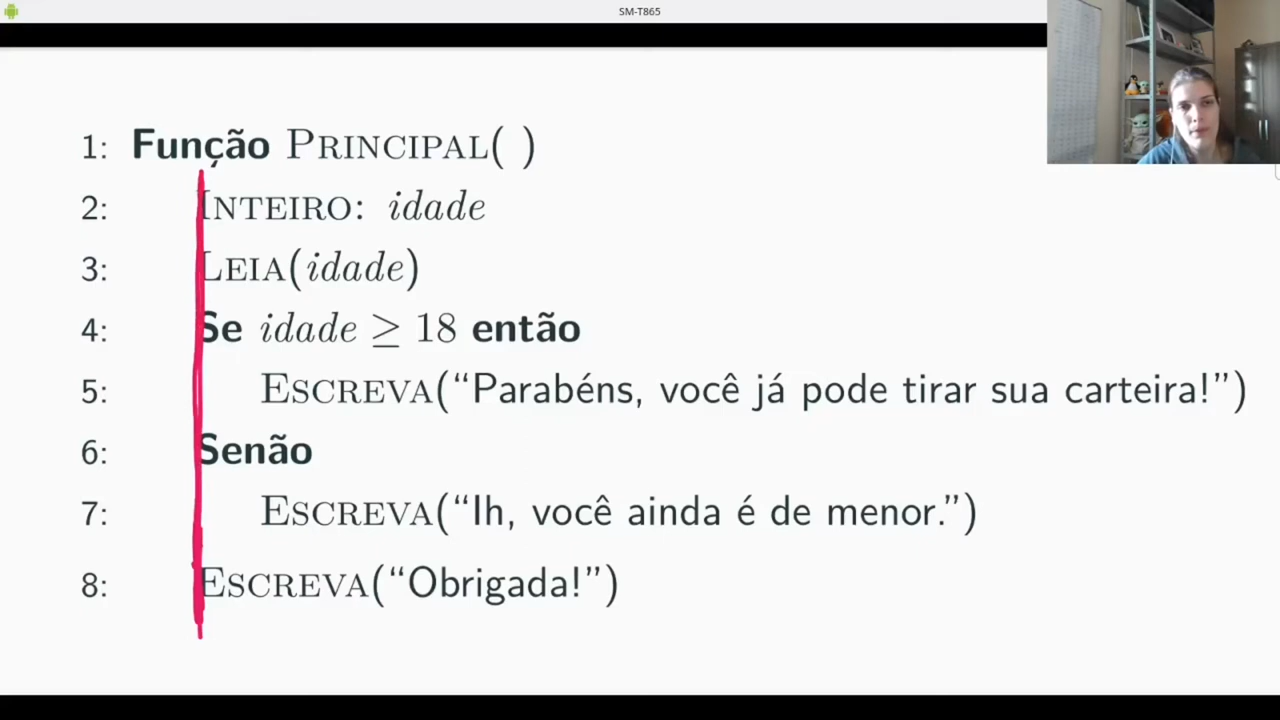 SM-T865
1: Função PRINCIPAL( )
2: INTEIRO: idade
3: LEIA(idade)
4: Se idade ≥ 18 então
5: ESCREVA(“Parabéns, você já pode tirar sua carteira!”)
6: Senão
7: ESCREVA(“Ih, você ainda é de menor.”)
8: ESCREVA(“Obrigada!”)